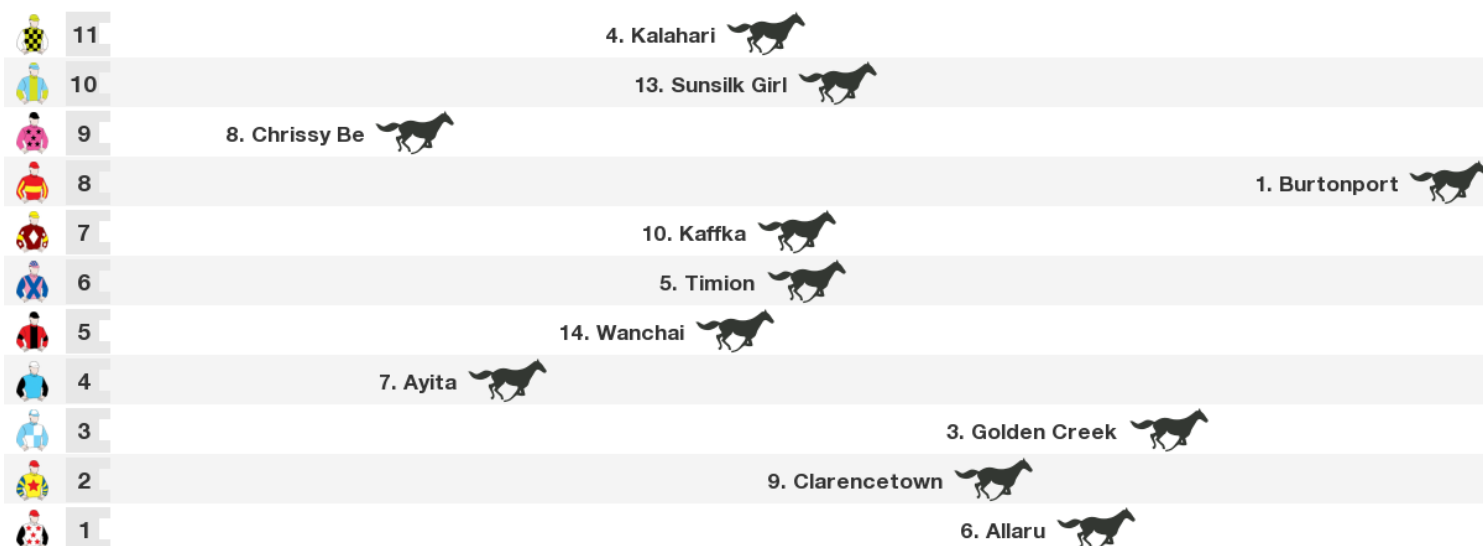 11 4. Kalahari
10 13. Sunsilk Girl
9 8. Chrissy Be
8 1. Burtonport
7 10. Kaffka
6 5. Timion
5 14. Wanchai
4 7. Ayita
3 3. Golden Creek
2 9. Clarencetown
1 6. Allaru